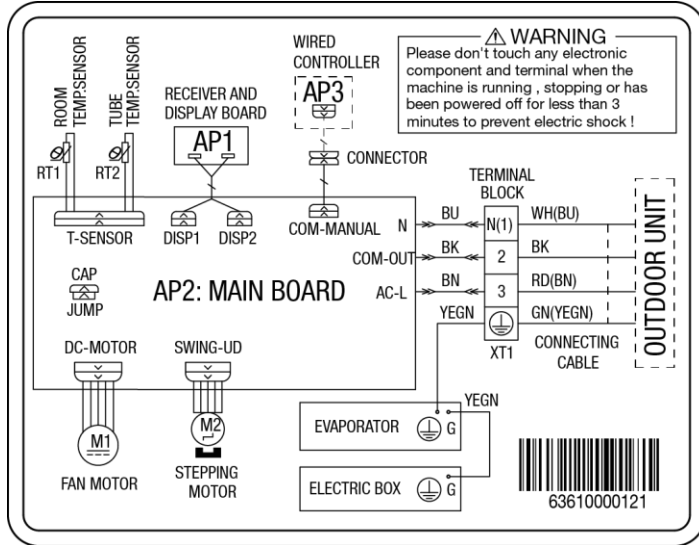 WARNING
Please don't touch any electronic
component and terminal when the
machine is running , stopping or has
been powered off for less than 3
minutes to prevent electric shock !
ROOM
TEMP.SENSOR
TUBE
TEMP.SENSOR
RT1
RT2
RECEIVER AND
DISPLAY BOARD
AP1
WIRED
CONTROLLER
AP3
CONNECTOR
T-SENSOR
DISP1
DISP2
COM-MANUAL
N
COM-OUT
AC-L
CAP
JUMP
AP2: MAIN BOARD
DC-MOTOR
SWING-UD
M1
FAN MOTOR
M2
STEPPING
MOTOR
TERMINAL
BLOCK
BU
N(1)
WH(BU)
BK
2
BK
BN
3
RD(BN)
YEGN
GN(YEGN)
XT1
CONNECTING
CABLE
OUTDOOR UNIT
YEGN
EVAPORATOR
G
ELECTRIC BOX
G
63610000121